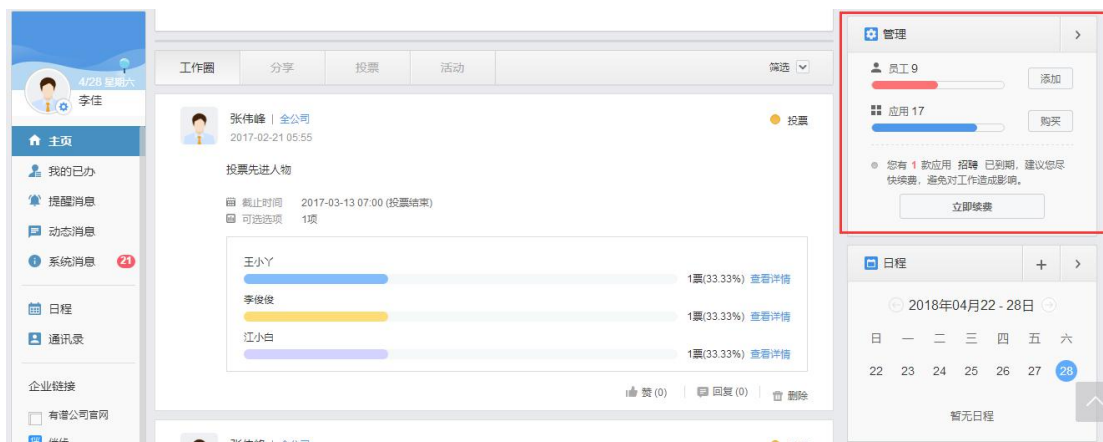 4/28 星期六
李佳
主页
我的已办
提醒消息
动态消息
系统消息 21
日程
通讯录
企业链接
有谱公司官网
工作圈 分享 投票 活动 筛选
张伟峰 | 全公司 投票
2017-02-21 05:55
投票先进人物
截止时间 2017-03-13 07:00 (投票结束)
可选选项 1项
王小丫
1票(33.33%) 查看详情
李俊俊
1票(33.33%) 查看详情
江小白
1票(33.33%) 查看详情
赞(0) 回复(0) 删除
管理
员工 9 添加
应用 17 购买
您有 1 款应用 招聘 已到期，建议您尽
快续费，避免对工作造成影响。
立即续费
日程
2018年04月22 - 28日
日 一 二 三 四 五 六
22 23 24 25 26 27 28
暂无日程